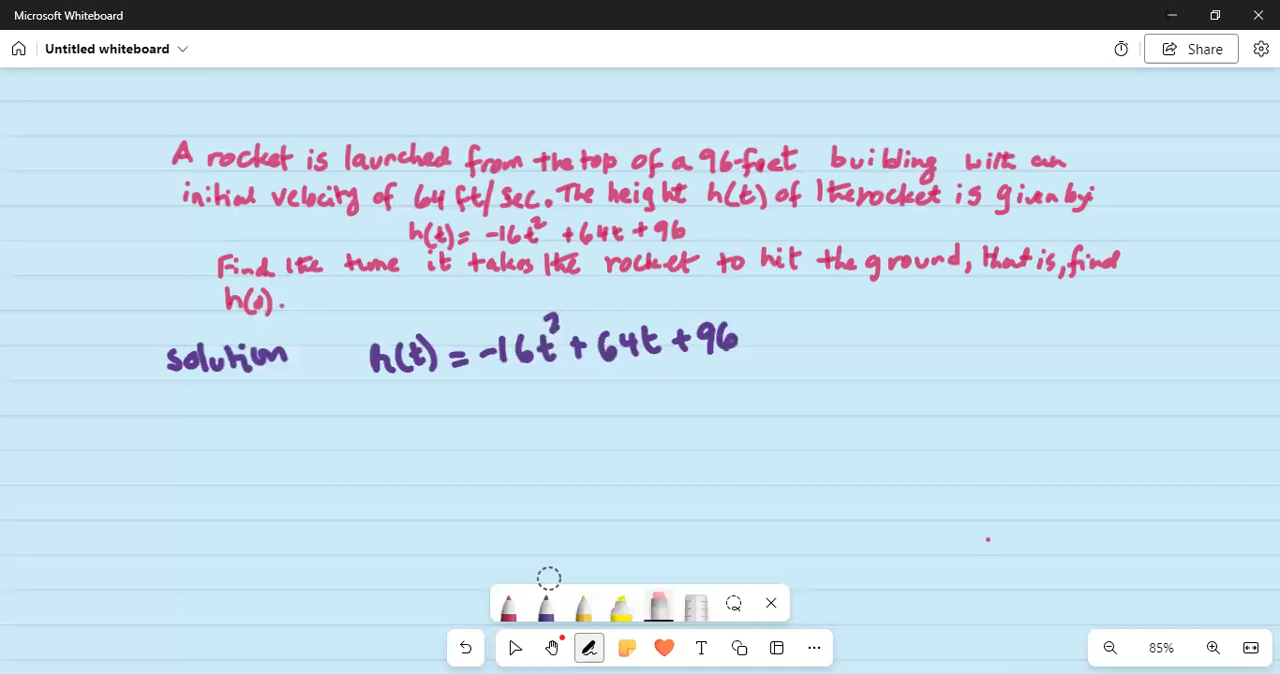 Microsoft Whiteboard
Untitled whiteboard
Share
A rocket is launched from the top of a 96-feet building with an
initial velocity of 64 ft/sec. The height h(t) of the rocket is given by
h(t) = -16t² + 64t + 96
Find the time it takes the rocket to hit the ground, that is, find
h(0).
solution h(t) = -16t² + 64t + 96
85%